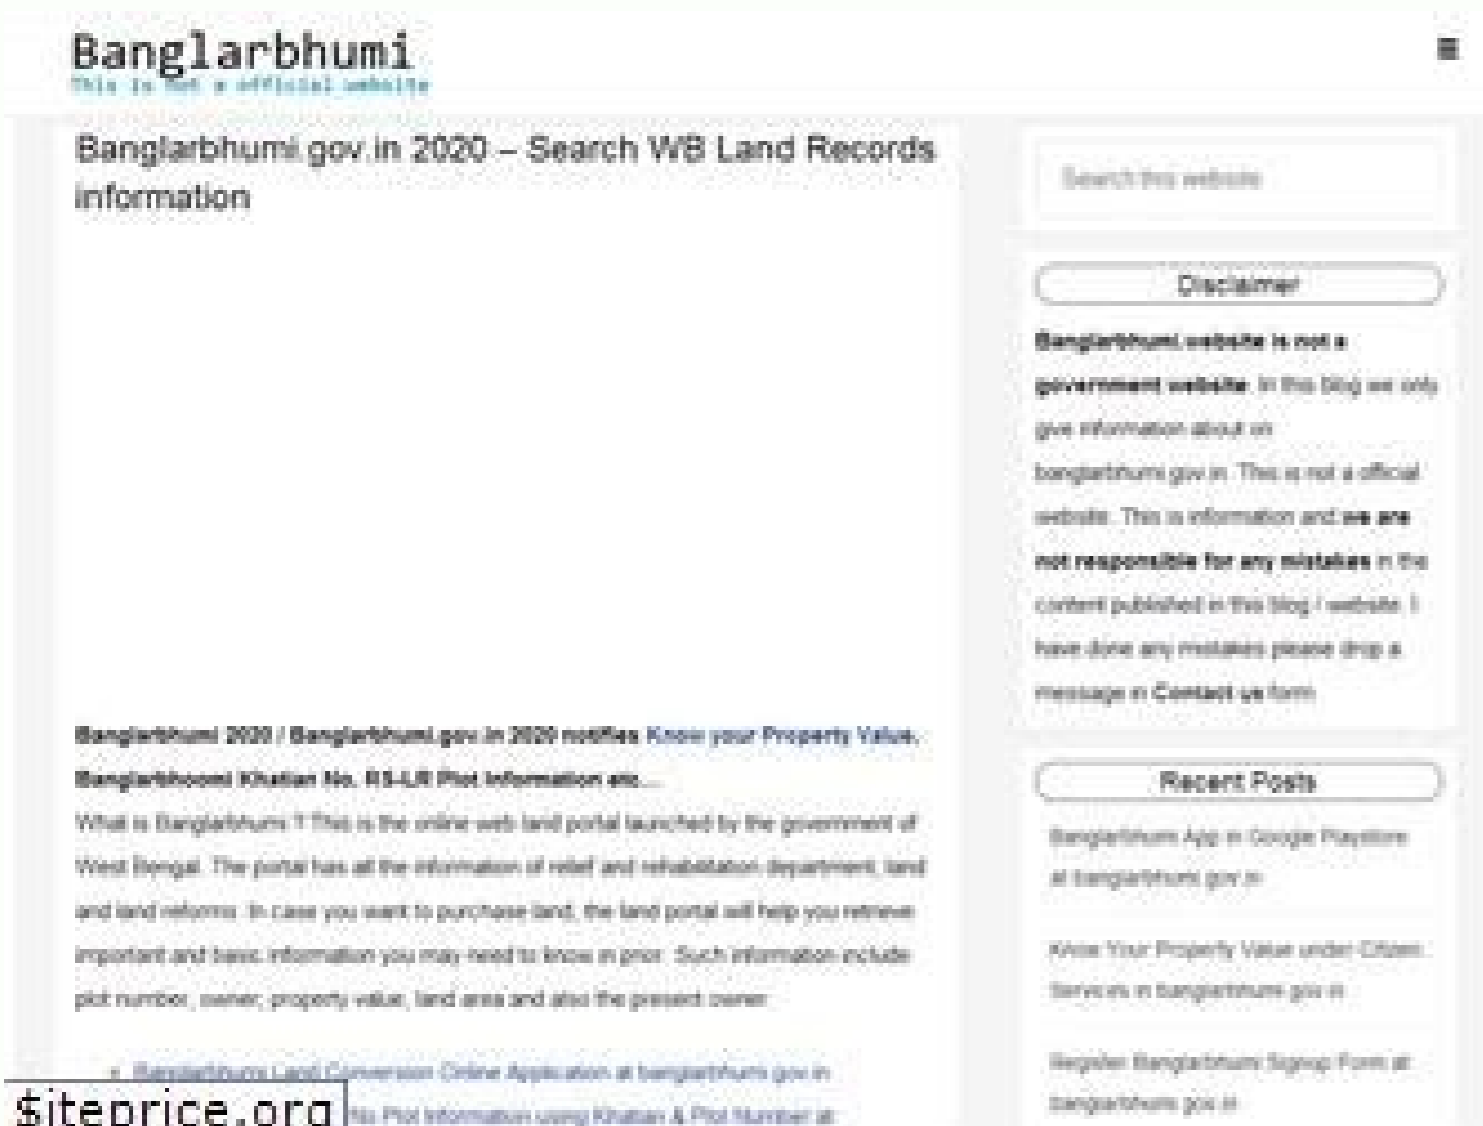 Banglarbhumi
This is not a official website
Banglarbhumi.gov.in 2020 – Search WB Land Records
information
Banglarbhumi 2020 / Banglarbhumi.gov.in 2020 notifies Know your Property Value,
Banglarbhoomi Khatian No, RS-LR Plot Information etc...
What is Banglarbhumi ? This is the online web land portal launched by the government of
West Bengal. The portal has all the information of relief and rehabilitation department, land
and land reforms. In case you want to purchase land, the land portal will help you retrieve
important and basic information you may need to know in prior. Such information include
plot number, owner, property value, land area and also the present owner
Banglarbhumi Land Conversion Online Application at banglarbhumi.gov.in
No Plot Information using Khatian & Plot Number at
Search this website
Disclaimer
Banglarbhumi.website is not a
government website. In this blog we only
give information about on
banglarbhumi.gov.in. This is not a official
website. This is information and we are
not responsible for any mistakes in the
content published in this blog / website. I
have done any mistakes please drop a
message in Contact us form
Recent Posts
Banglarbhumi App in Google Playstore
at banglarbhumi.gov.in
Know Your Property Value under Citizen
Services in banglarbhumi.gov.in
Register Banglarbhumi Signup Form at
banglarbhumi.gov.in
$iteprice.org